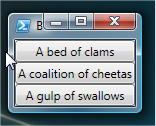 B
A bed of clams
A coalition of cheetas
A gulp of swallows